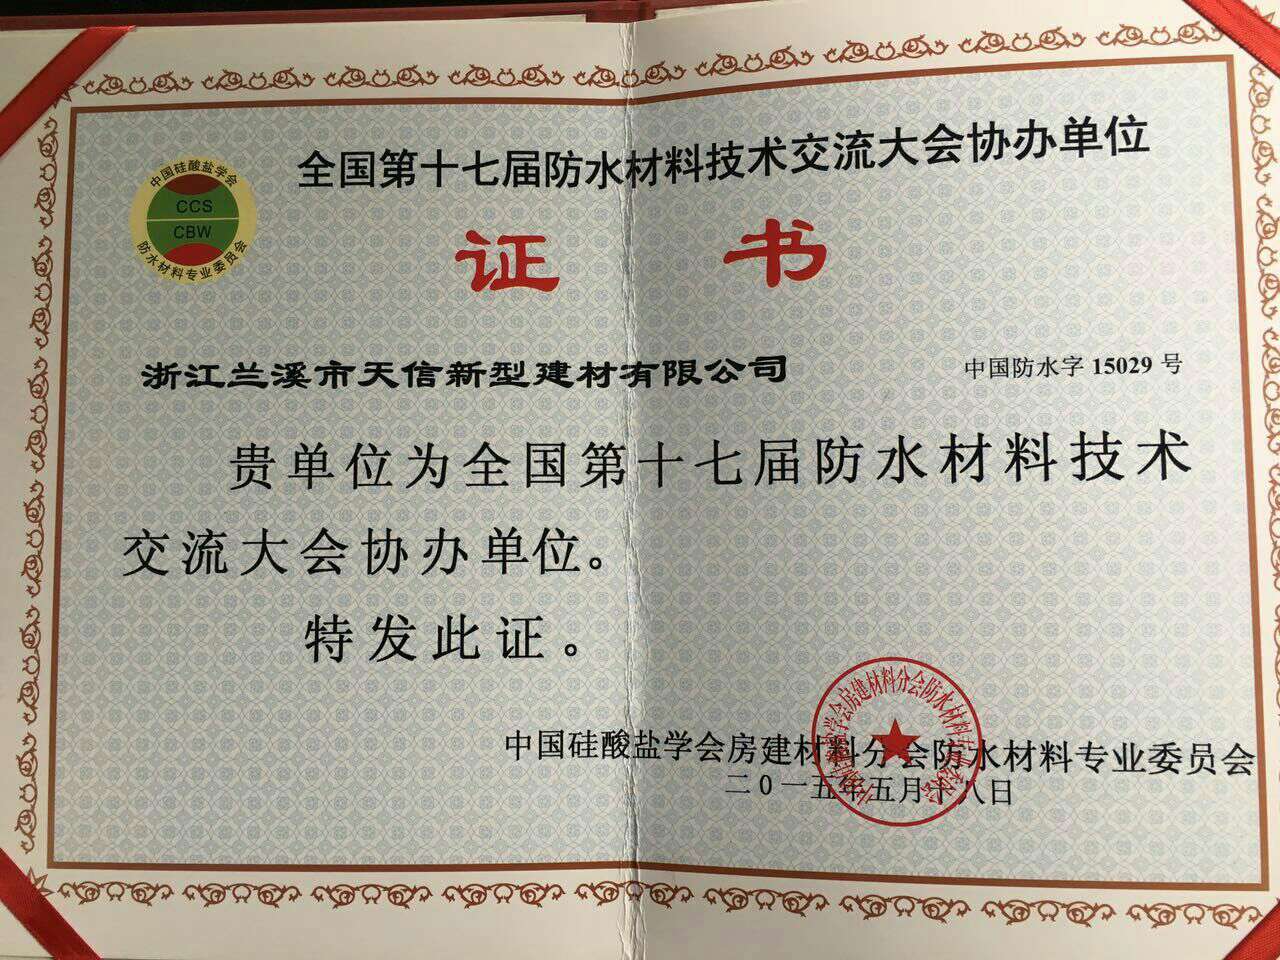 全国第十七届防水材料技术交流大会协办单位
中国硅酸盐学会
CCS
CBW
防水材料专业委员会
证书
浙江兰溪市天信新型建材有限公司
中国防水字 15029 号
贵单位为全国第十七届防水材料技术
交流大会协办单位。
特发此证。
中国硅酸盐学会房建材料分会防水材料专业委员会
二0一五年五月十八日